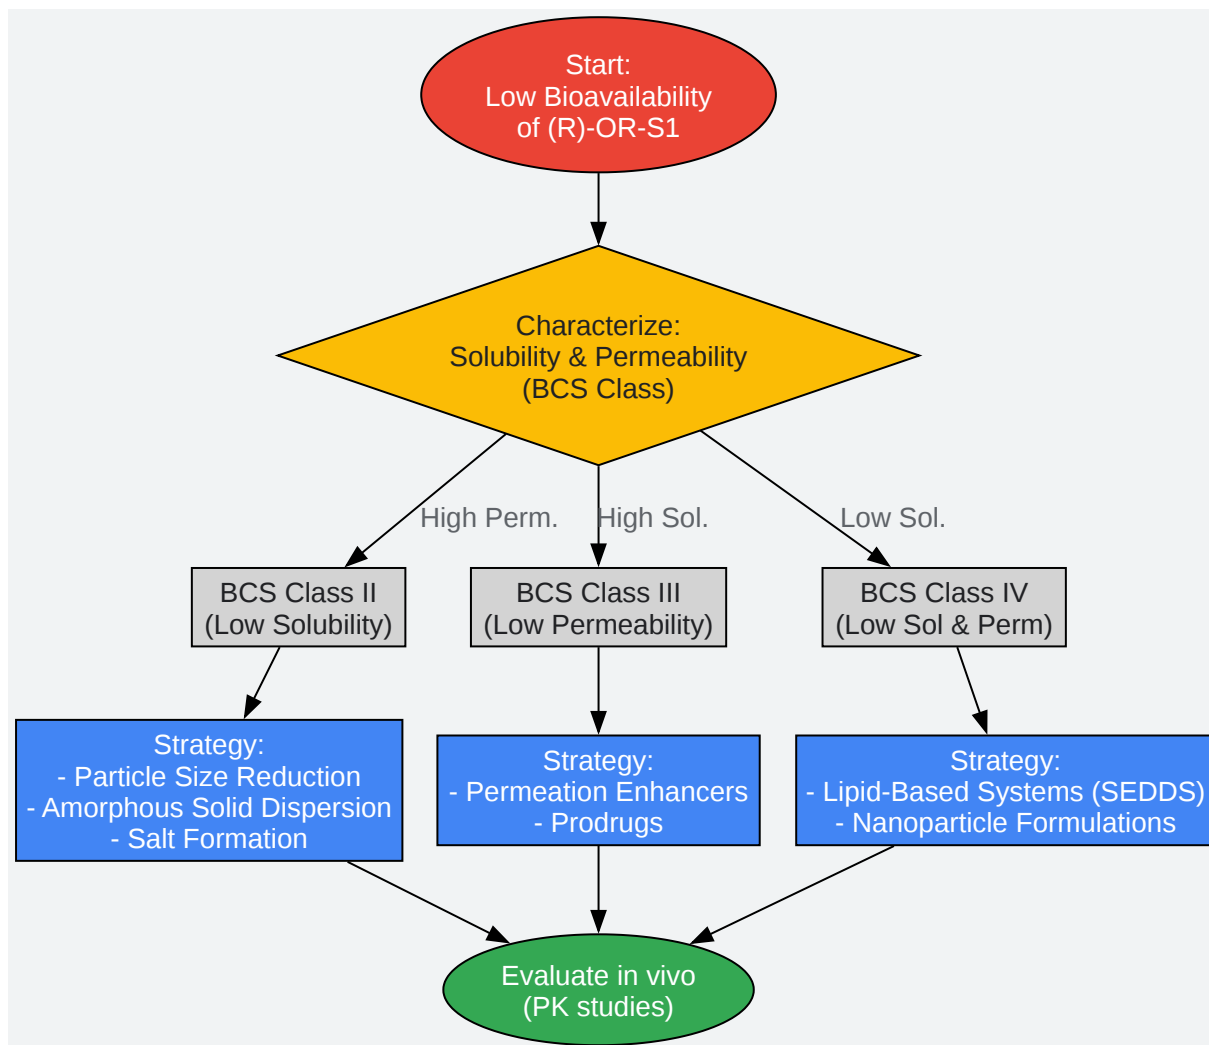 Start:
Low Bioavailability
of (R)-OR-S1
Characterize:
Solubility & Permeability
(BCS Class)
High Perm.
High Sol.
Low Sol.
BCS Class II
(Low Solubility)
BCS Class III
(Low Permeability)
BCS Class IV
(Low Sol & Perm)
Strategy:
- Particle Size Reduction
- Amorphous Solid Dispersion
- Salt Formation
Strategy:
- Permeation Enhancers
- Prodrugs
Strategy:
- Lipid-Based Systems (SEDDS)
- Nanoparticle Formulations
Evaluate in vivo
(PK studies)